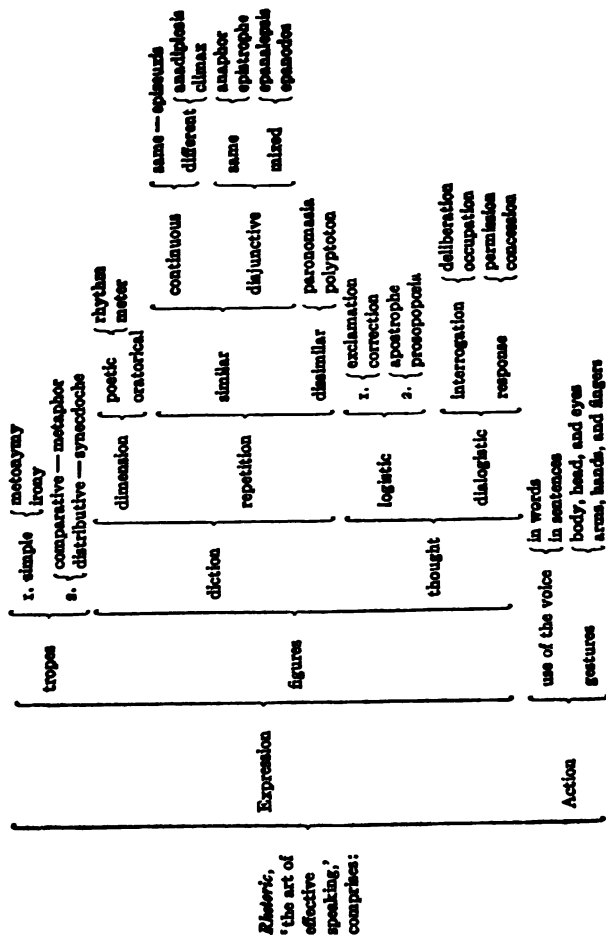 Rhetoric,
'the art of
effective
speaking,'
comprises:
Expression
tropes
1. simple
metonymy
irony
2.
comparative — metaphor
distributive — synecdoche
figures
diction
dimension
poetic
rhythm
meter
oratorical
repetition
similar
continuous
same — epizeuxis
different
anadiplosis
climax
disjunctive
same
anaphor
epistrophe
mixed
epanalepsis
epanodos
dissimilar
paronomasia
polyptoton
thought
logistic
1.
exclamation
correction
2.
apostrophe
prosopopoeia
dialogistic
interrogation
deliberation
occupation
response
permission
concession
Action
use of the voice
in words
in sentences
gestures
body, head, and eyes
arms, hands, and fingers